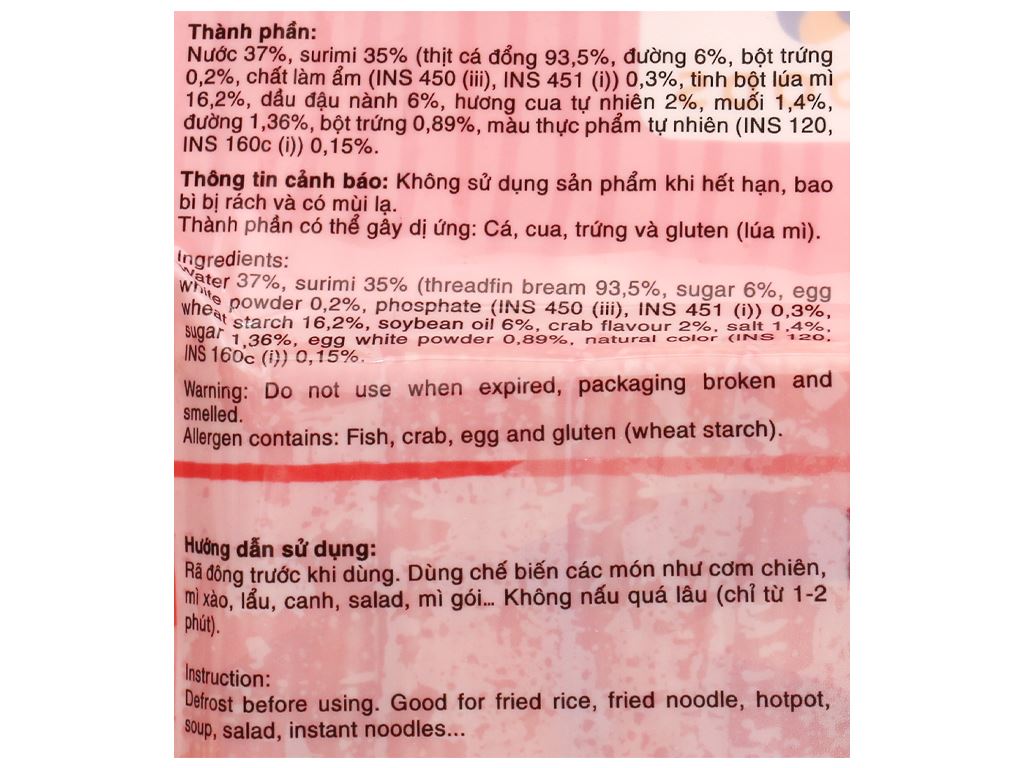 Thành phần:
Nước 37%, surimi 35% (thịt cá đổng 93,5%, đường 6%, bột trứng
0,2%, chất làm ẩm (INS 450 (iii), INS 451 (i)) 0,3%, tinh bột lúa mì
16,2%, dầu đậu nành 6%, hương cua tự nhiên 2%, muối 1,4%,
đường 1,36%, bột trứng 0,89%, màu thực phẩm tự nhiên (INS 120,
INS 160c (i)) 0,15%.
Thông tin cảnh báo: Không sử dụng sản phẩm khi hết hạn, bao
bì bị rách và có mùi lạ.
Thành phần có thể gây dị ứng: Cá, cua, trứng và gluten (lúa mì).
Ingredients:
Water 37%, surimi 35% (threadfin bream 93,5%, sugar 6%, egg
white powder 0,2%, phosphate (INS 450 (iii), INS 451 (i)) 0,3%,
wheat starch 16,2%, soybean oil 6%, crab flavour 2%, salt 1,4%,
sugar 1,36%, egg white powder 0,89%, natural color (INS 120,
INS 160c (i)) 0,15%.
Warning: Do not use when expired, packaging broken and
smelled.
Allergen contains: Fish, crab, egg and gluten (wheat starch).
Hướng dẫn sử dụng:
Rã đông trước khi dùng. Dùng chế biến các món như cơm chiên,
mì xào, lẩu, canh, salad, mì gói... Không nấu quá lâu (chỉ từ 1-2
phút).
Instruction:
Defrost before using. Good for fried rice, fried noodle, hotpot,
soup, salad, instant noodles...